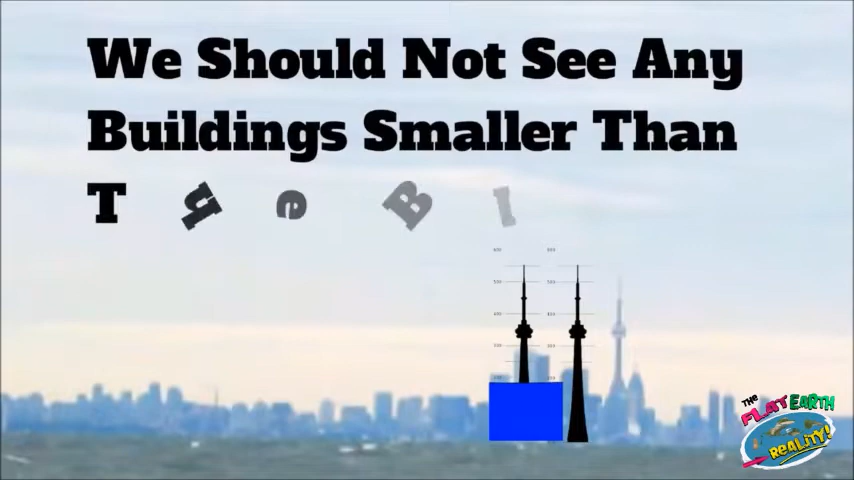 We Should Not See Any
Buildings Smaller Than
T h e B l
THE
FLAT EARTH
REALITY!